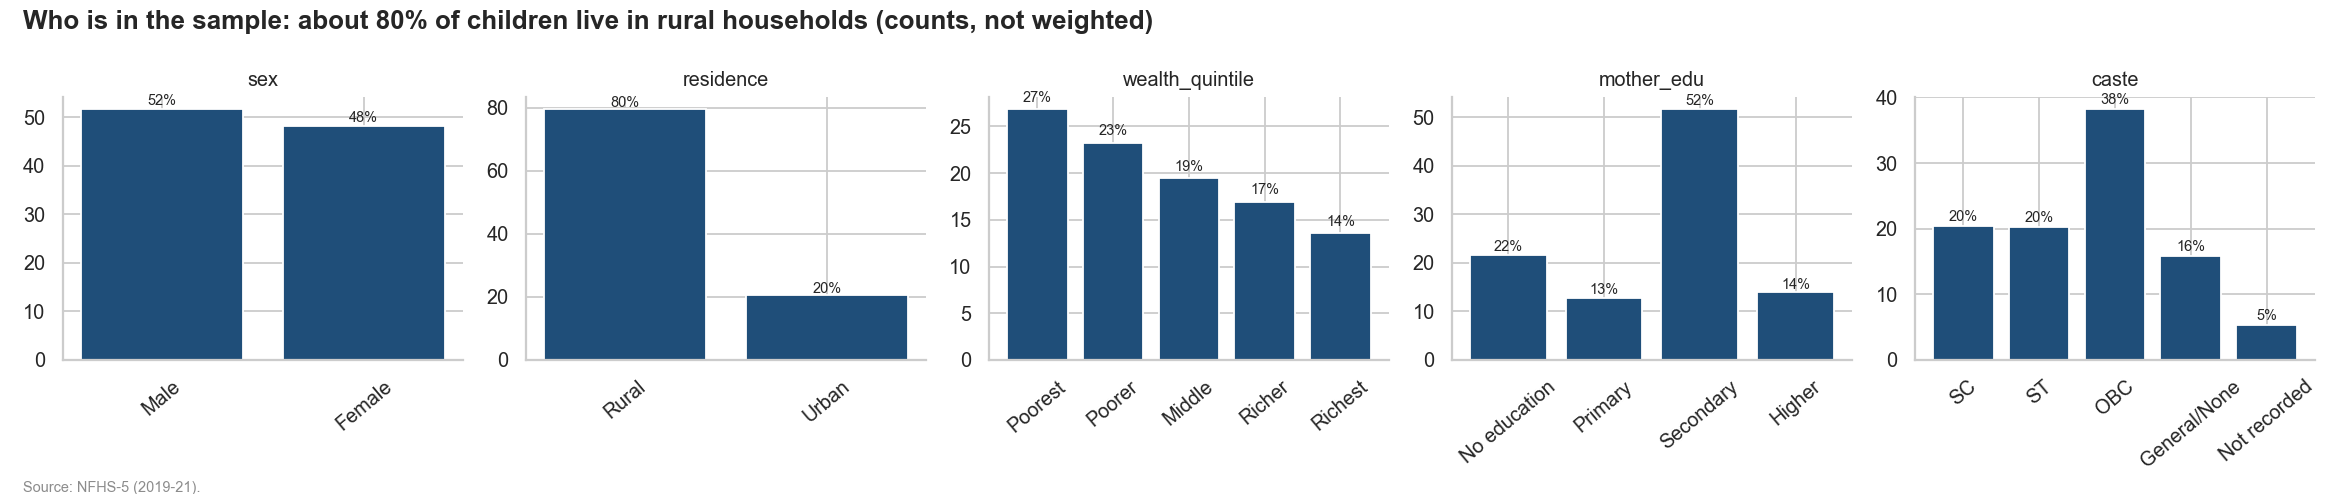 Who is in the sample: about 80% of children live in rural households (counts, not weighted)
sex
50
40
30
20
10
0
52%
48%
Male
Female
residence
80
60
40
20
0
80%
20%
Rural
Urban
wealth_quintile
25
20
15
10
5
0
27%
23%
19%
17%
14%
Poorest
Poorer
Middle
Richer
Richest
mother_edu
50
40
30
20
10
0
22%
13%
52%
14%
No education
Primary
Secondary
Higher
caste
40
30
20
10
0
20%
20%
38%
16%
5%
SC
ST
OBC
General/None
Not recorded
Source: NFHS-5 (2019-21).